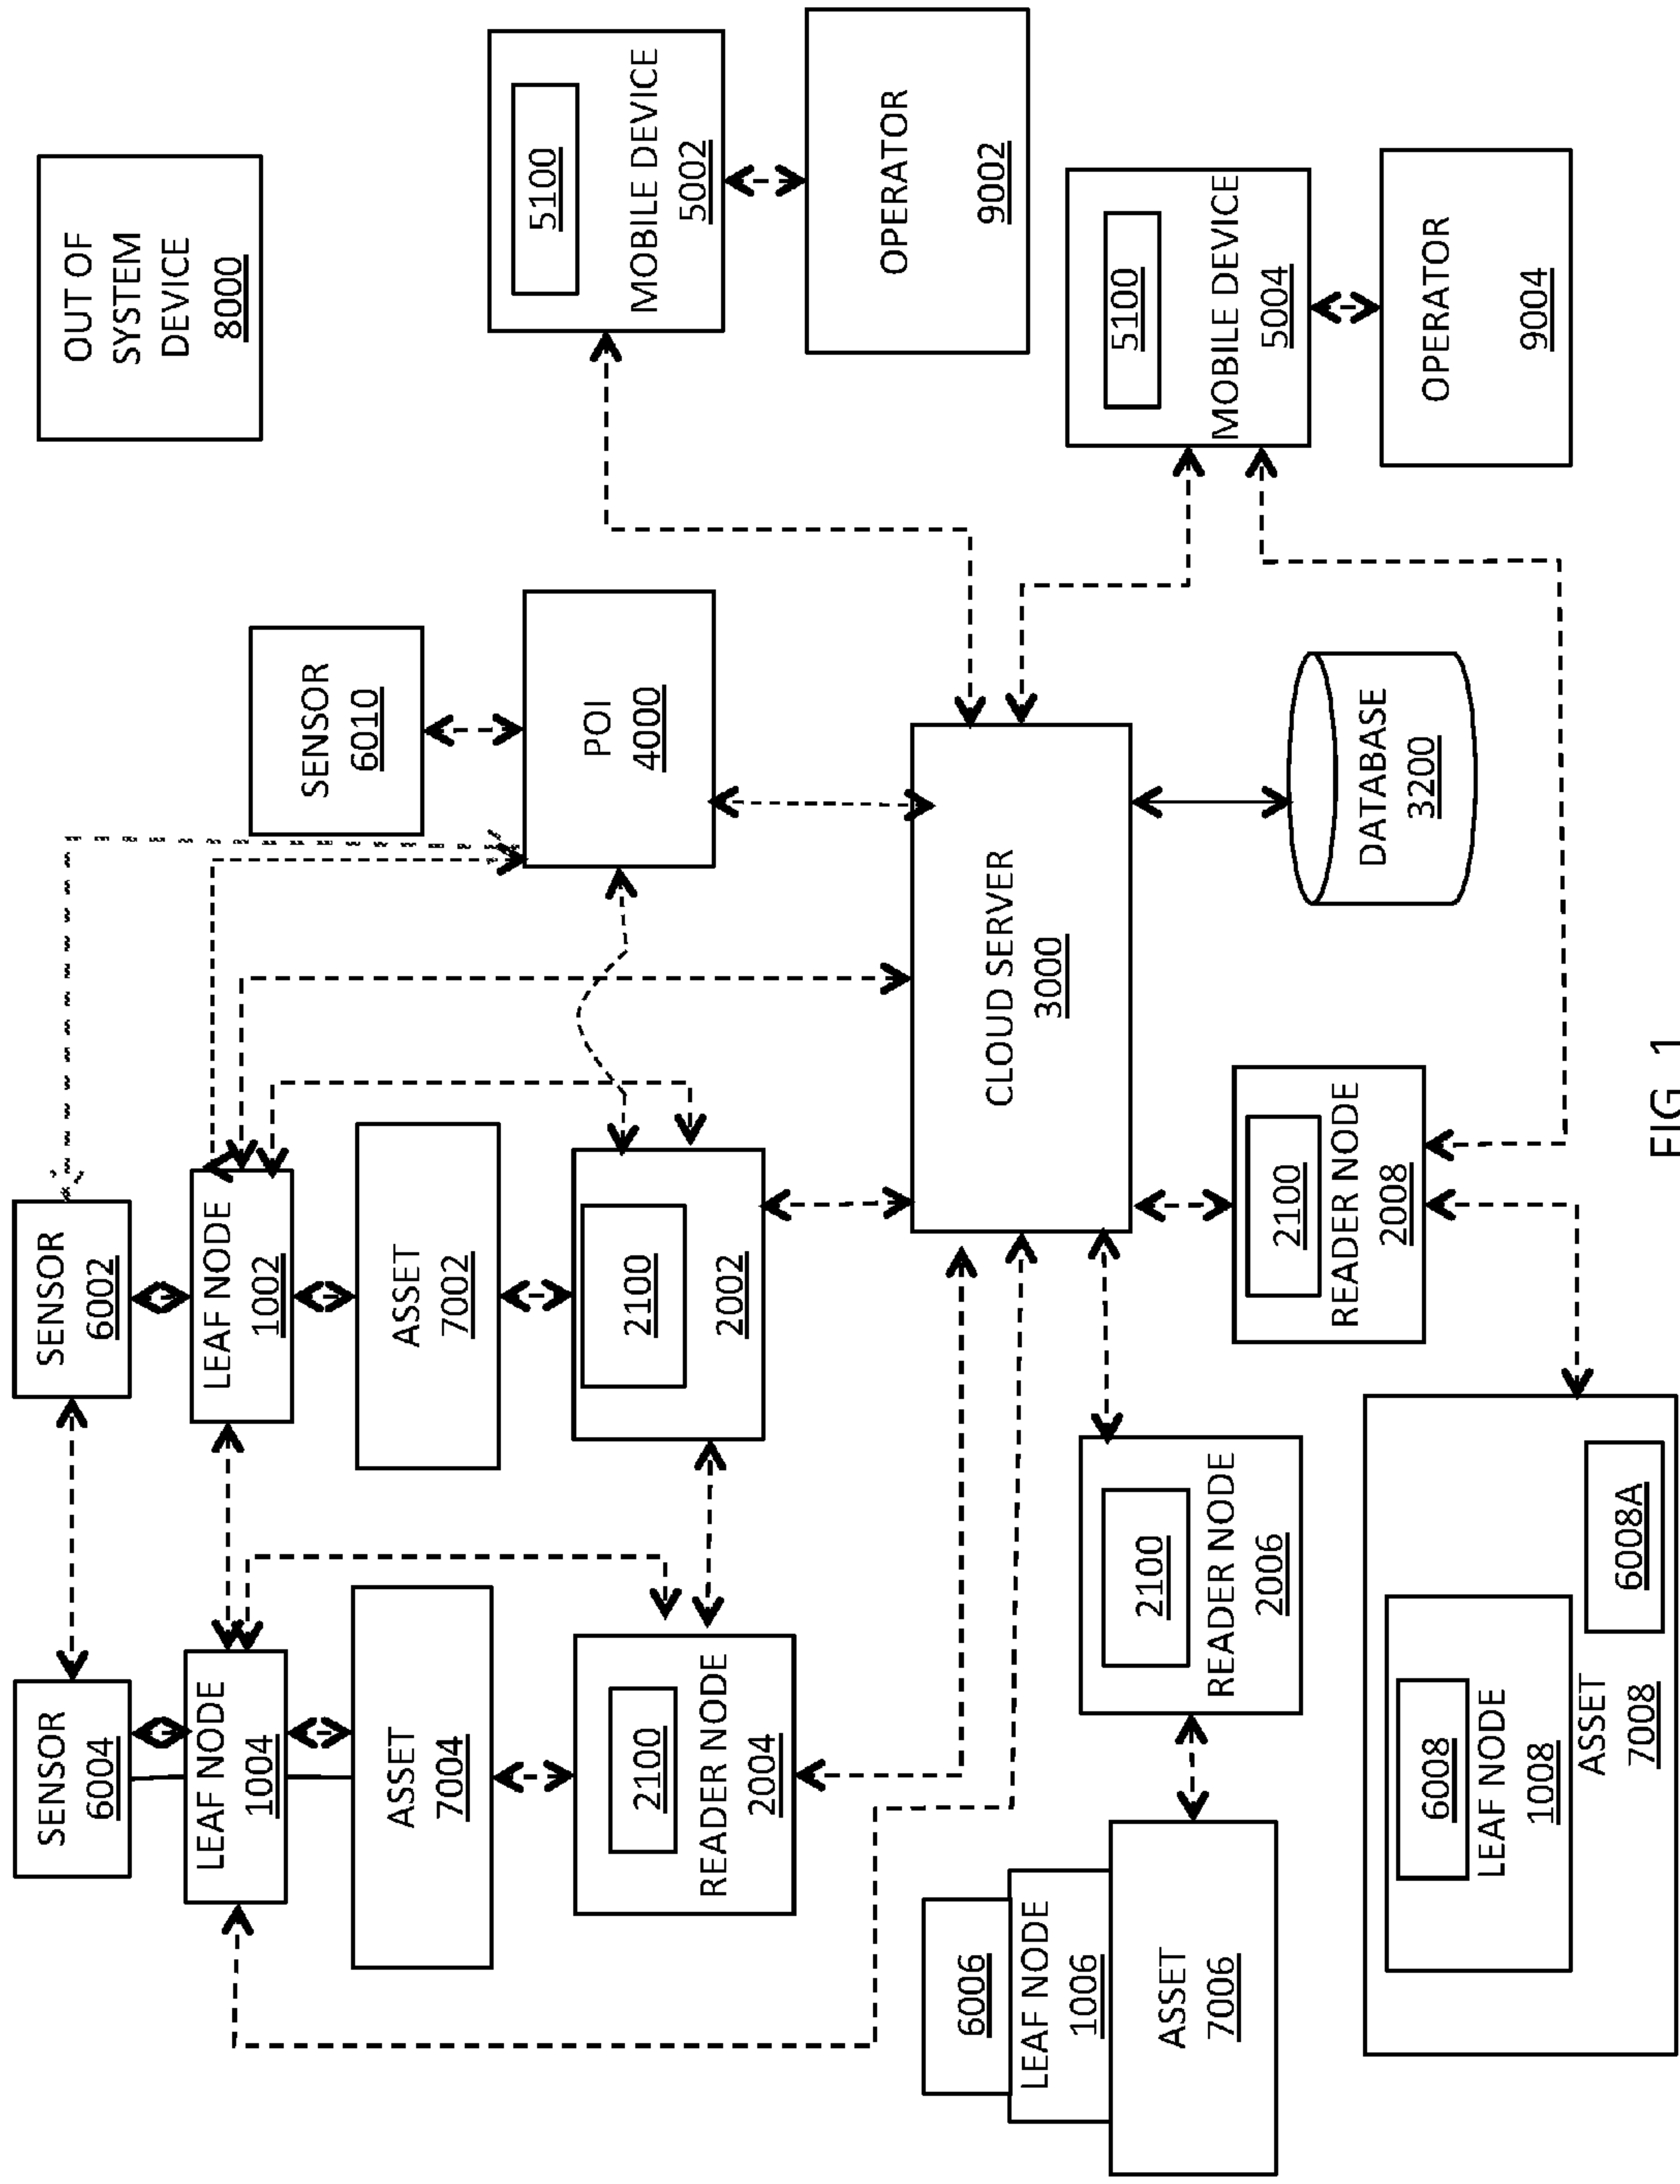 OUT OF
SYSTEM
DEVICE
8000
SENSOR
6004
SENSOR
6002
LEAF NODE
1004
LEAF NODE
1002
SENSOR
6010
ASSET
7004
ASSET
7002
POI
4000
5100
MOBILE DEVICE
5002
2100
READER NODE
2004
2100
2002
OPERATOR
9002
6006
LEAF NODE
1006
ASSET
7006
CLOUD SERVER
3000
2100
READER NODE
2006
5100
MOBILE DEVICE
5004
2100
READER NODE
2008
DATABASE
3200
OPERATOR
9004
6008
LEAF NODE
1008
6008A
ASSET
7008
FIG. 1